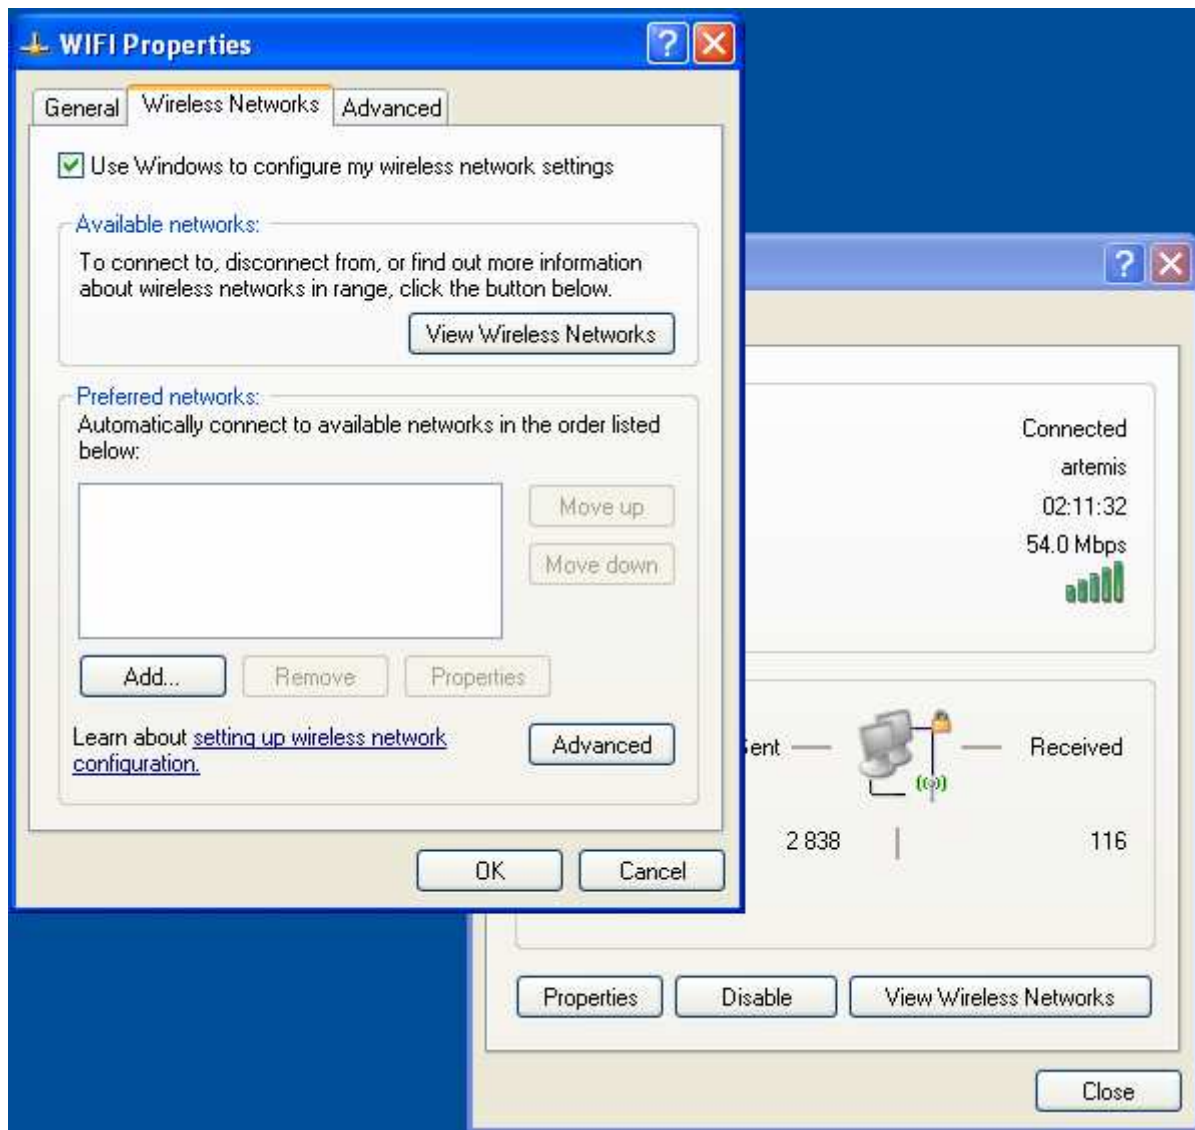 WIFI Properties
General
Wireless Networks
Advanced
Use Windows to configure my wireless network settings
Available networks:
To connect to, disconnect from, or find out more information
about wireless networks in range, click the button below.
View Wireless Networks
Preferred networks:
Automatically connect to available networks in the order listed
below:
Move up
Move down
Add...
Remove
Properties
Learn about setting up wireless network
configuration.
Advanced
OK
Cancel
Connected
artemis
02:11:32
54.0 Mbps
ent
Received
2 838
116
Properties
Disable
View Wireless Networks
Close